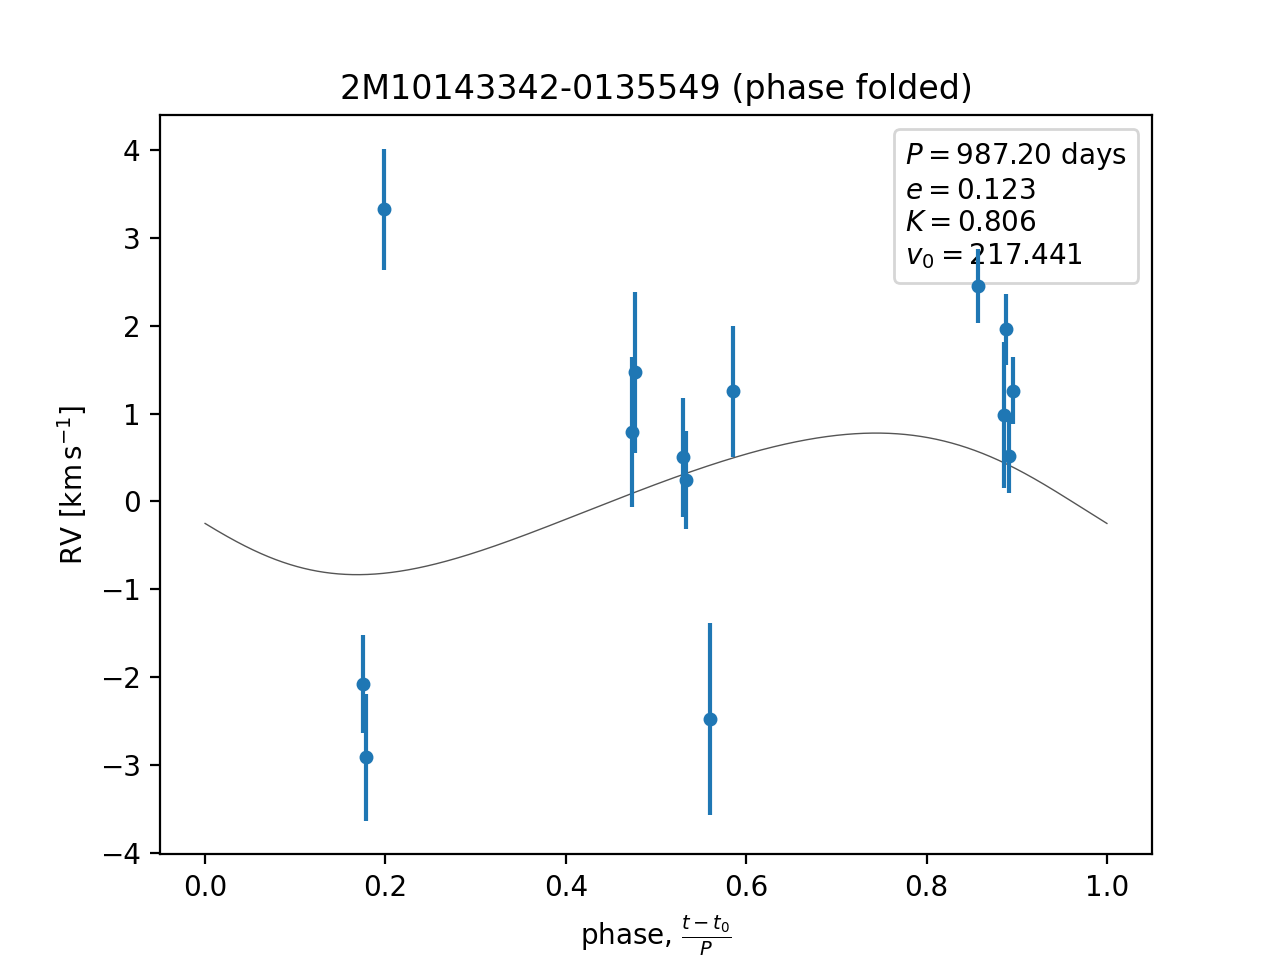 2M10143342-0135549 (phase folded)
P = 987.20 days
e = 0.123
K = 0.806
v₀ = 217.441
RV [km s⁻¹]
4
3
2
1
0
−1
−2
−3
−4
0.0 0.2 0.4 0.6 0.8 1.0
phase, (t − t₀)/P